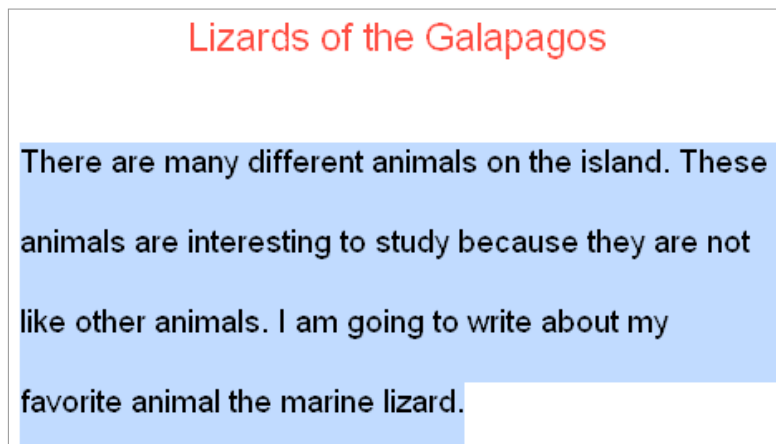 Lizards of the Galapagos
There are many different animals on the island. These
animals are interesting to study because they are not
like other animals. I am going to write about my
favorite animal the marine lizard.